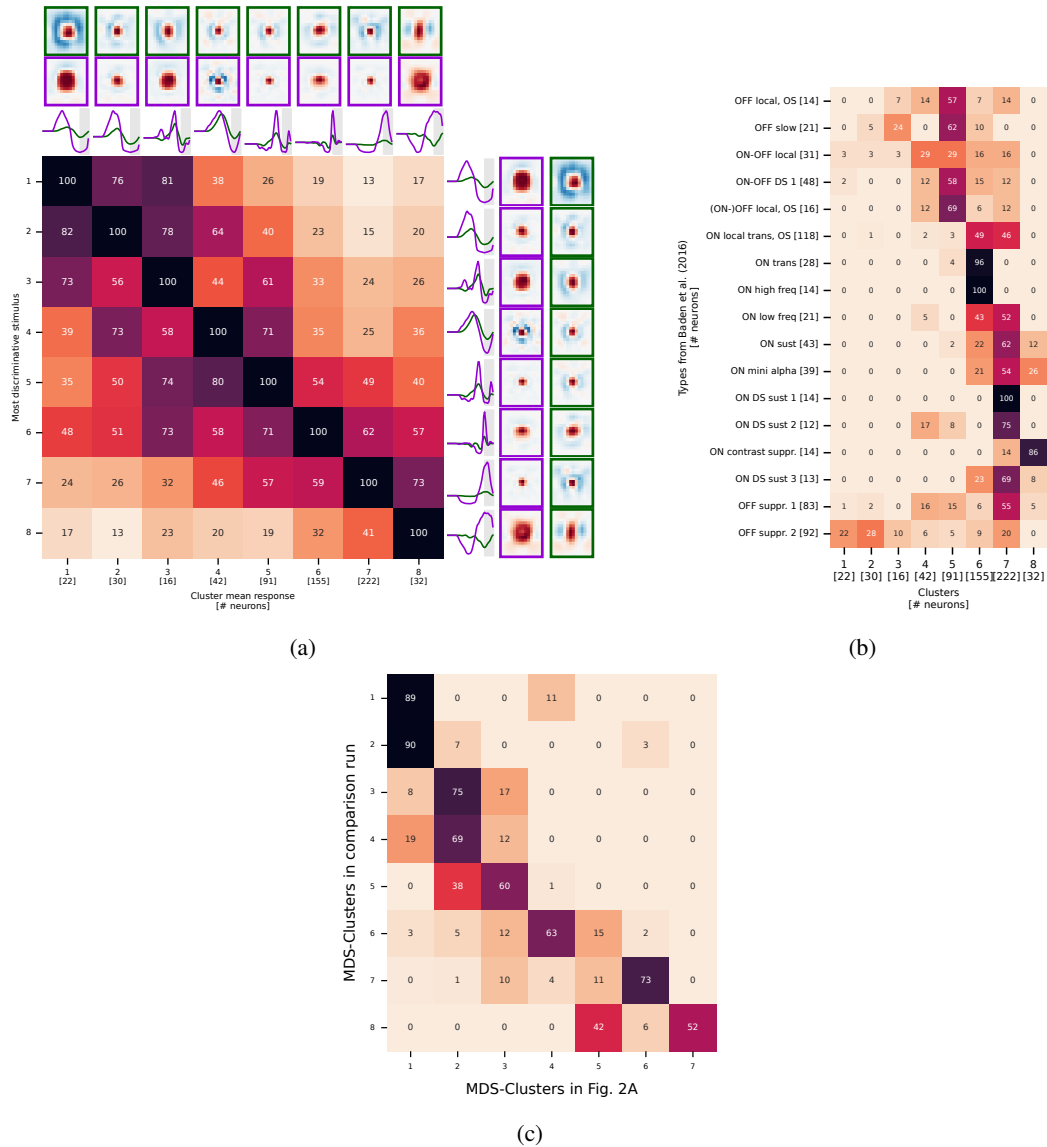 1 100 76 81 38 26 19 13 17
2 82 100 78 64 40 23 15 20
3 73 56 100 44 61 33 24 26
4 39 73 58 100 71 35 25 36
5 35 50 74 80 100 54 49 40
6 48 51 73 58 71 100 62 57
7 24 26 32 46 57 59 100 73
8 17 13 23 20 19 32 41 100
Most discriminative stimulus
1 2 3 4 5 6 7 8
[22] [30] [16] [42] [91] [155] [222] [32]
Cluster mean response
[# neurons]
(a)
Types from Baden et al. (2016)
[# neurons]
OFF local, OS [14] 0 0 7 14 57 7 14 0
OFF slow [21] 0 5 24 0 62 10 0 0
ON-OFF local [31] 3 3 3 29 29 16 16 0
ON-OFF DS 1 [48] 2 0 0 12 58 15 12 0
(ON-)OFF local, OS [16] 0 0 0 12 69 6 12 0
ON local trans, OS [118] 0 1 0 2 3 49 46 0
ON trans [28] 0 0 0 0 4 96 0 0
ON high freq [14] 0 0 0 0 0 100 0 0
ON low freq [21] 0 0 0 5 0 43 52 0
ON sust [43] 0 0 0 0 2 22 62 12
ON mini alpha [39] 0 0 0 0 0 21 54 26
ON DS sust 1 [14] 0 0 0 0 0 0 100 0
ON DS sust 2 [12] 0 0 0 17 8 0 75 0
ON contrast suppr. [14] 0 0 0 0 0 0 14 86
ON DS sust 3 [13] 0 0 0 0 0 23 69 8
OFF suppr. 1 [83] 1 2 0 16 15 6 55 5
OFF suppr. 2 [92] 22 28 10 6 5 9 20 0
1 2 3 4 5 6 7 8
[22] [30] [16] [42] [91] [155] [222] [32]
Clusters
[# neurons]
(b)
MDS-Clusters in comparison run
1 89 0 0 11 0 0 0
2 90 7 0 0 0 3 0
3 8 75 17 0 0 0 0
4 19 69 12 0 0 0 0
5 0 38 60 1 0 0 0
6 3 5 12 63 15 2 0
7 0 1 10 4 11 73 0
8 0 0 0 0 42 6 52
1 2 3 4 5 6 7
MDS-Clusters in Fig. 2A
(c)